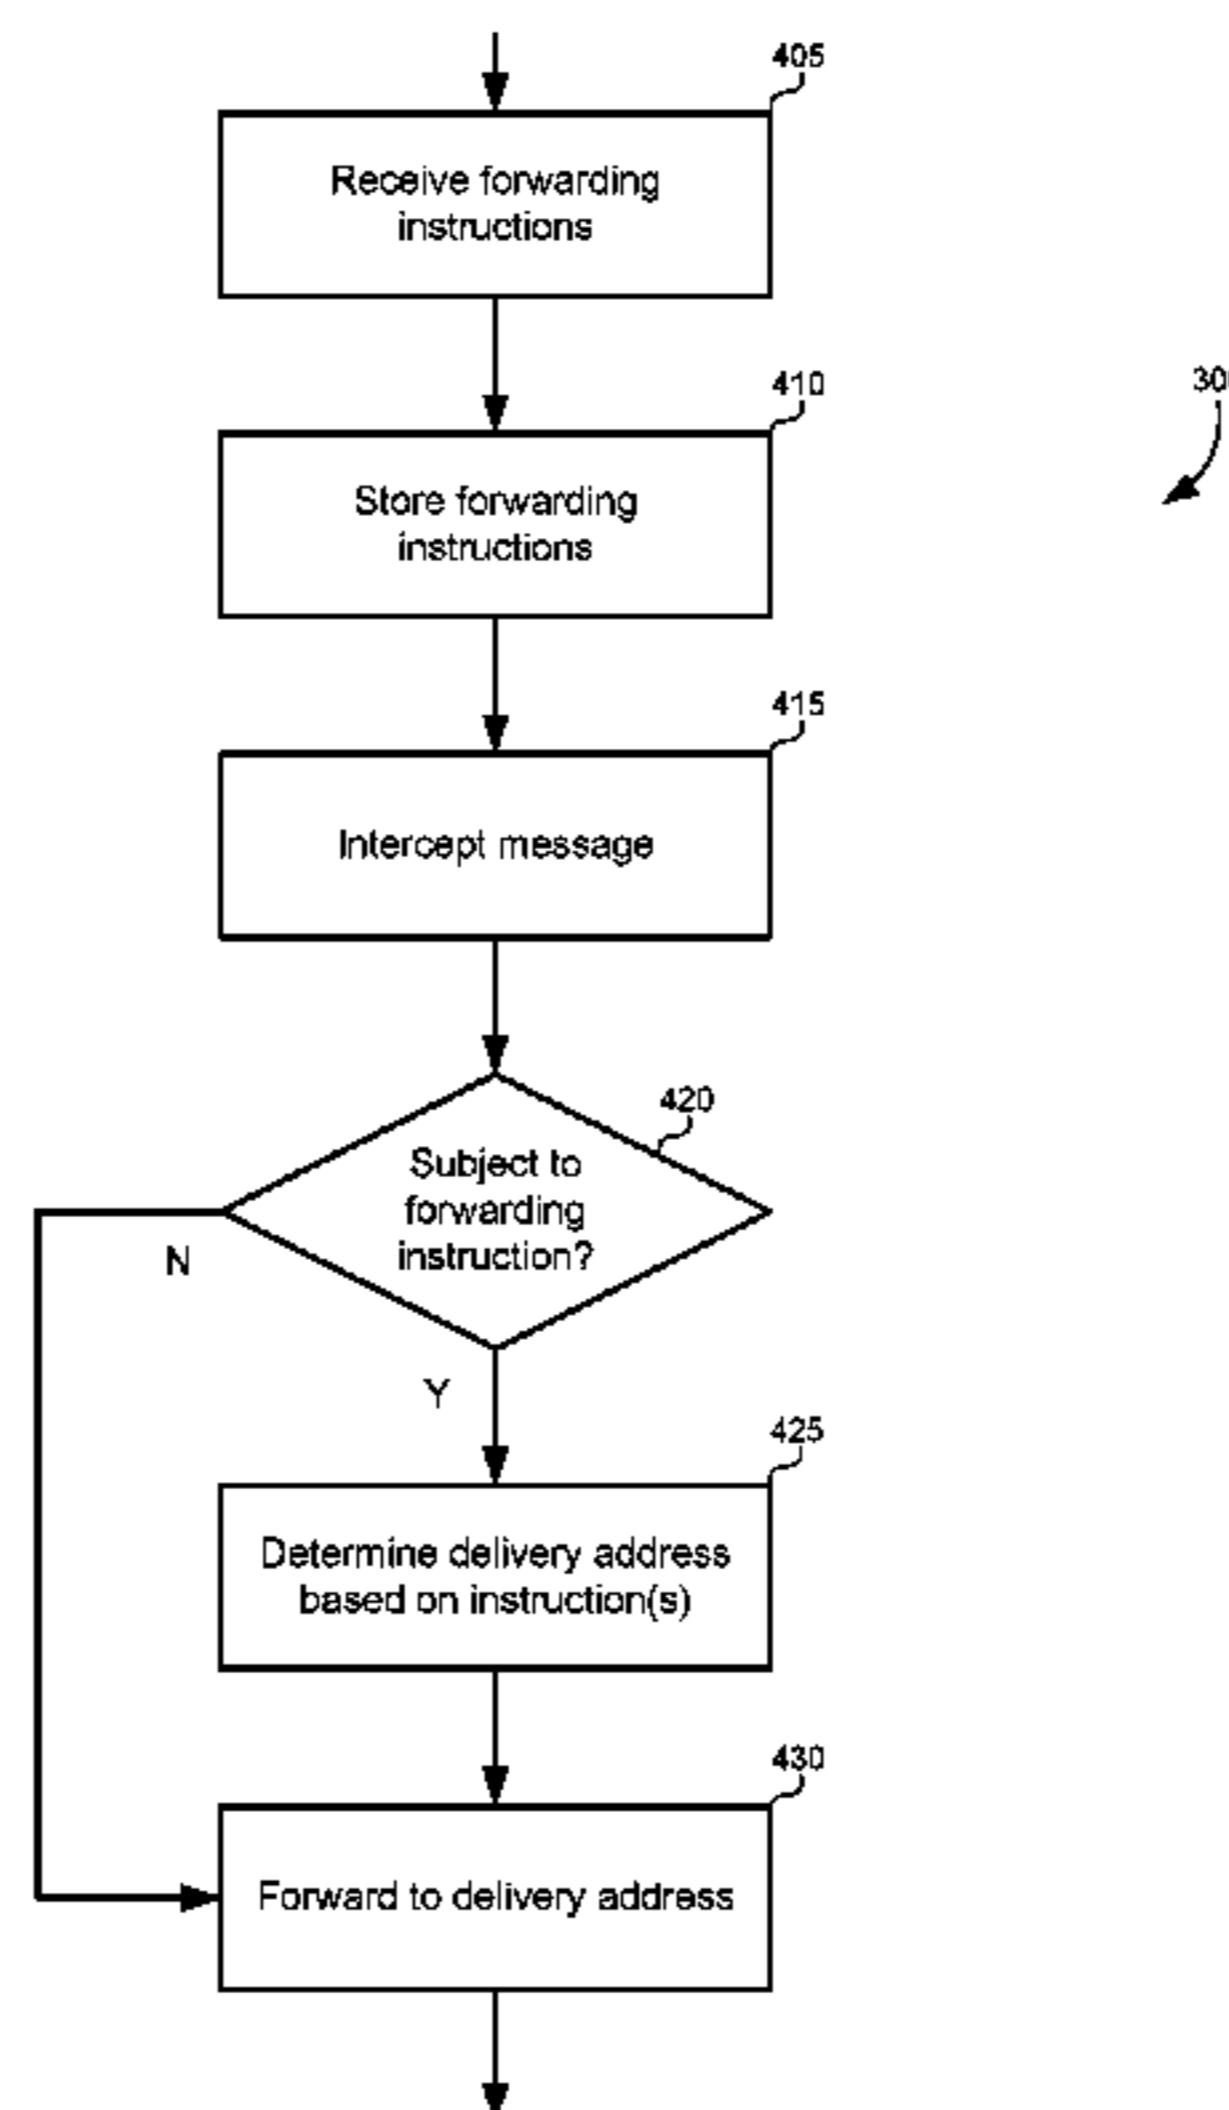 405
Receive forwarding
instructions
410
Store forwarding
instructions
415
Intercept message
420
Subject to
forwarding
instruction?
N
Y
425
Determine delivery address
based on instruction(s)
430
Forward to delivery address